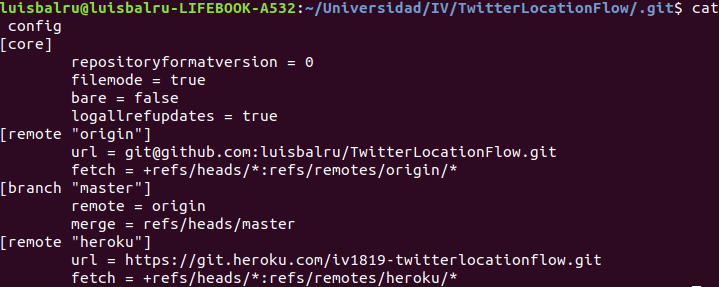 luisbalru@luisbalru-LIFEBOOK-A532:~/Universidad/IV/TwitterLocationFlow/.git$ cat
config
[core]
repositoryformatversion = 0
filemode = true
bare = false
logallrefupdates = true
[remote "origin"]
url = git@github.com:luisbalru/TwitterLocationFlow.git
fetch = +refs/heads/*:refs/remotes/origin/*
[branch "master"]
remote = origin
merge = refs/heads/master
[remote "heroku"]
url = https://git.heroku.com/iv1819-twitterlocationflow.git
fetch = +refs/heads/*:refs/remotes/heroku/*